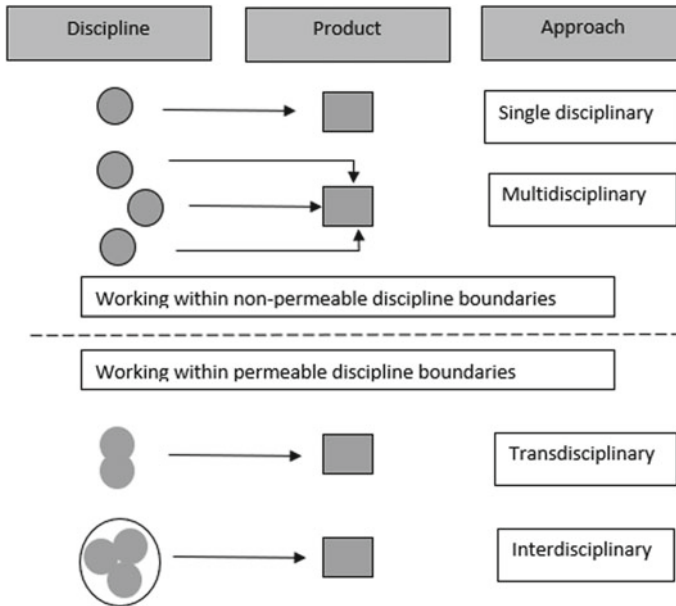 Discipline
Product
Approach
Single disciplinary
Multidisciplinary
Working within non-permeable discipline boundaries
Working within permeable discipline boundaries
Transdisciplinary
Interdisciplinary